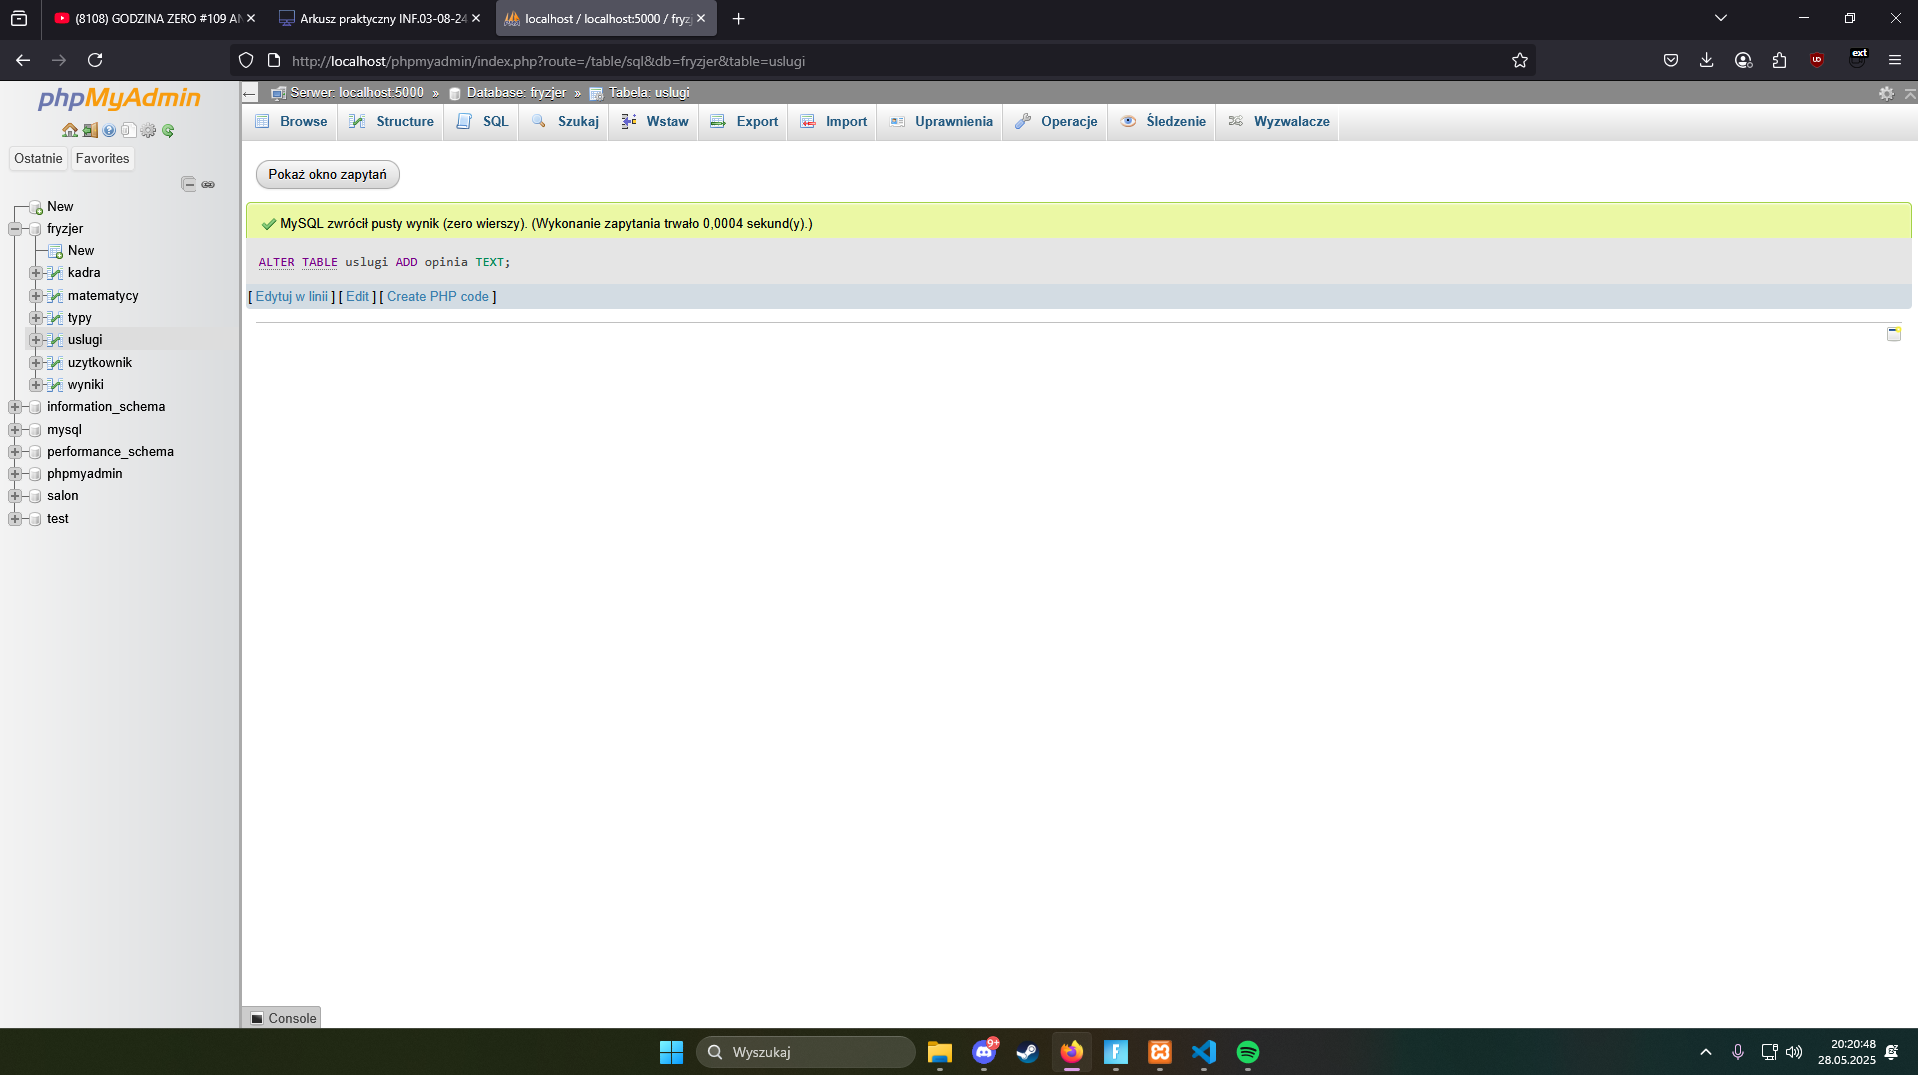 (8108) GODZINA ZERO #109 AN
Arkusz praktyczny INF.03-08-24
localhost / localhost:5000 / fryzj
http://localhost/phpmyadmin/index.php?route=/table/sql&db=fryzjer&table=uslugi
ext
phpMyAdmin
Ostatnie
Favorites
New
fryzjer
New
kadra
matematycy
typy
uslugi
uzytkownik
wyniki
information_schema
mysql
performance_schema
phpmyadmin
salon
test
Serwer: localhost:5000 » Database: fryzjer » Tabela: uslugi
Browse
Structure
SQL
Szukaj
Wstaw
Export
Import
Uprawnienia
Operacje
Śledzenie
Wyzwalacze
Pokaż okno zapytań
MySQL zwrócił pusty wynik (zero wierszy). (Wykonanie zapytania trwało 0,0004 sekund(y).)
ALTER TABLE uslugi ADD opinia TEXT;
[ Edytuj w linii ] [ Edit ] [ Create PHP code ]
Console
Wyszukaj
9+
20:20:48
28.05.2025